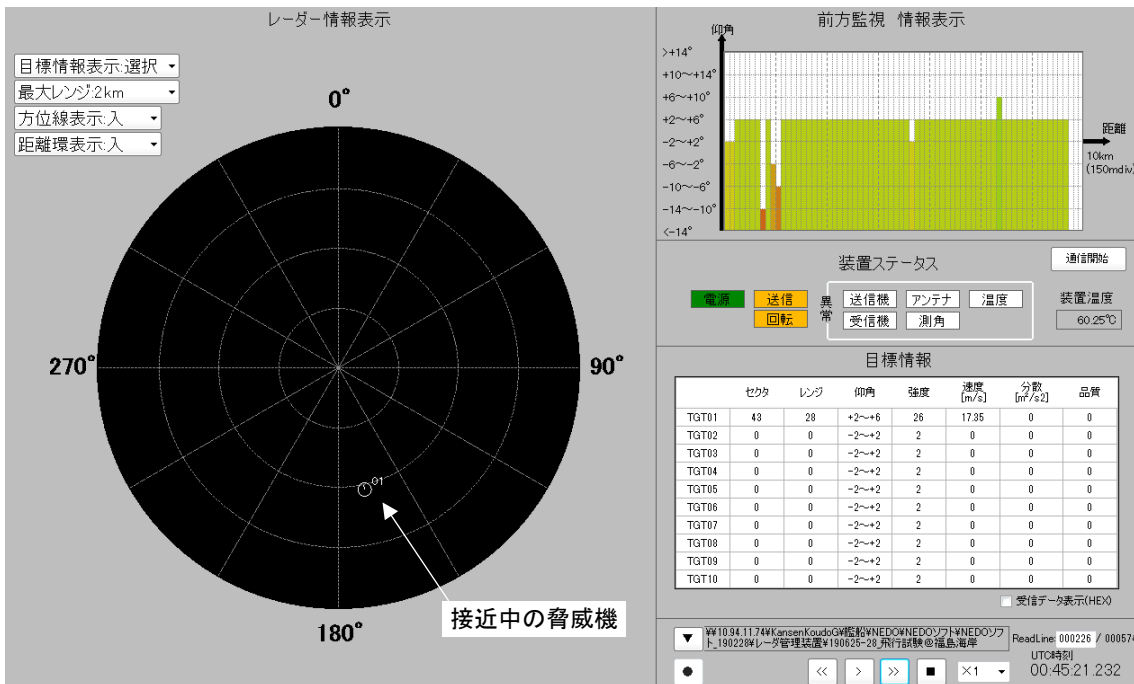 レーダー情報表示
目標情報表示:選択
最大レンジ:2km
方位線表示:入
距離環表示:入
0°
90°
180°
270°
01
接近中の脅威機
前方監視 情報表示
仰角
>+14°
+10～+14°
+6～+10°
+2～+6°
-2～+2°
-6～-2°
-10～-6°
-14～-10°
<-14°
距離
10km
(150mdiv)
装置ステータス
通信開始
電源
送信
回転
異常
送信機
アンテナ
温度
受信機
測角
装置温度
60.25℃
目標情報
セクタ レンジ 仰角 強度 速度[m/s] 分散[m²/s2] 品質
TGT01 43 28 +2～+6 26 17.35 0 0
TGT02 0 0 -2～+2 2 0 0 0
TGT03 0 0 -2～+2 2 0 0 0
TGT04 0 0 -2～+2 2 0 0 0
TGT05 0 0 -2～+2 2 0 0 0
TGT06 0 0 -2～+2 2 0 0 0
TGT07 0 0 -2～+2 2 0 0 0
TGT08 0 0 -2～+2 2 0 0 0
TGT09 0 0 -2～+2 2 0 0 0
TGT10 0 0 -2～+2 2 0 0 0
受信データ表示(HEX)
¥¥10.94.11.74¥KansenKoudoG¥艦船¥NEDO¥NEDOソフト¥NEDOソフ
ト_190228¥レーダ管理装置¥190625-28_飛行試験@福島海岸
ReadLine: 000226 / 000574
UTC時刻
00:45:21.232
<< > >> ■ ×1